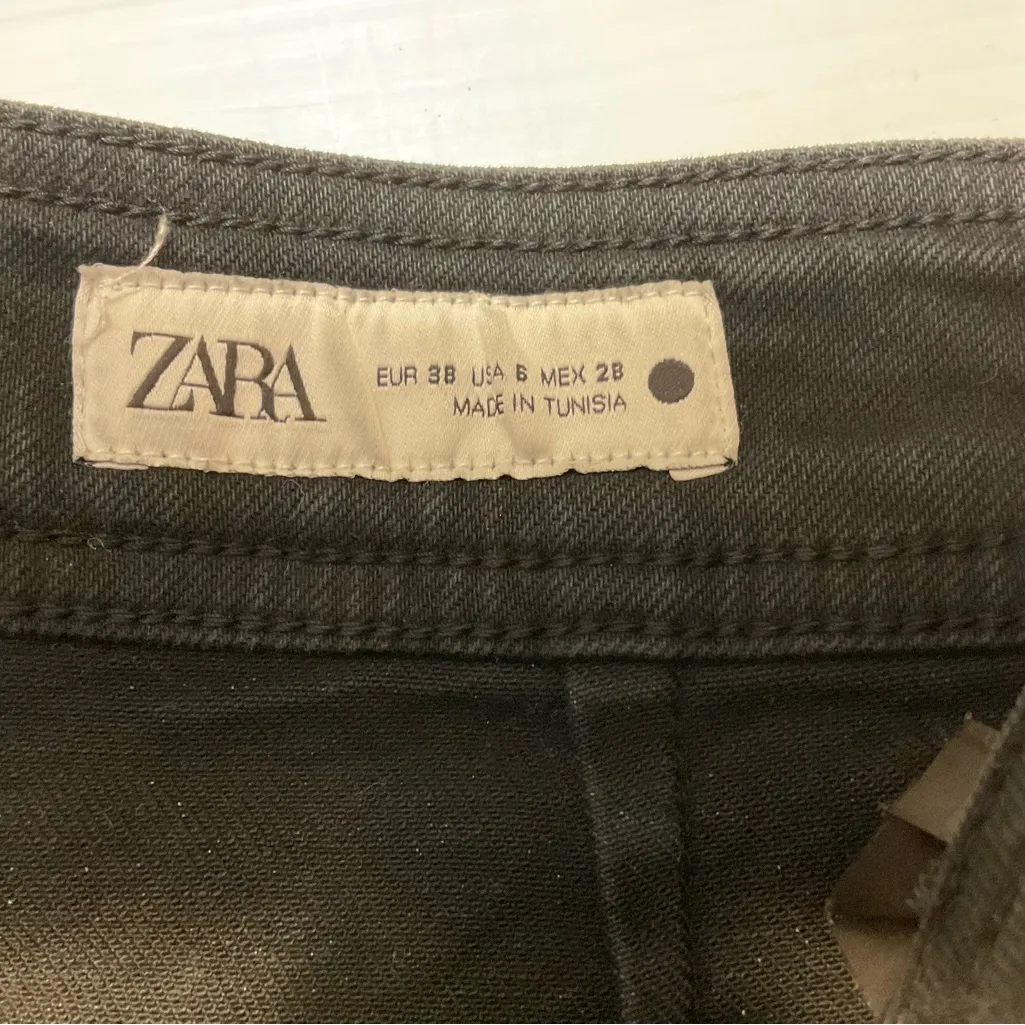 ZARA
EUR 38 USA 6 MEX 28
MADE IN TUNISIA